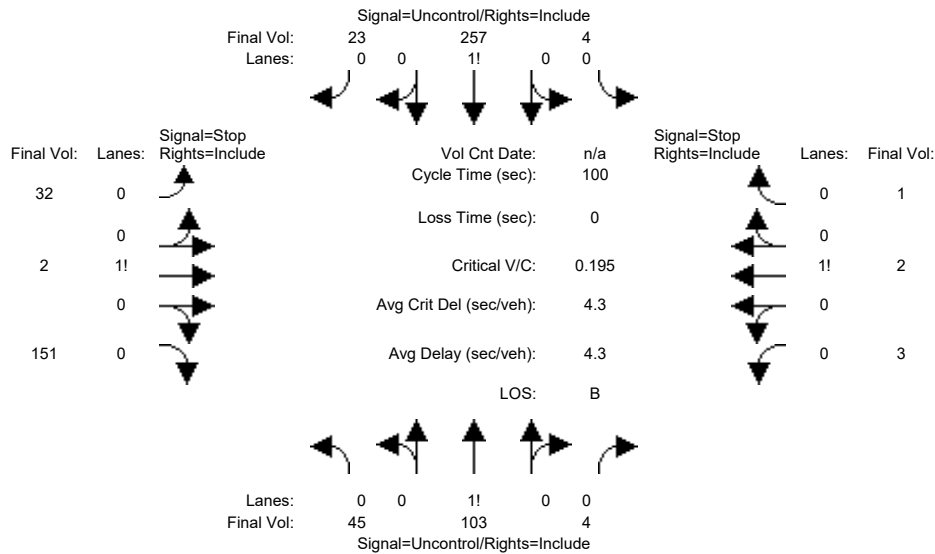 Signal=Uncontrol/Rights=Include
Final Vol: 23 257 4
Lanes: 0 0 1! 0 0
Signal=Stop
Final Vol: Lanes: Rights=Include
Vol Cnt Date: n/a
Signal=Stop
Rights=Include Lanes: Final Vol:
Cycle Time (sec): 100
32 0
0 1
Loss Time (sec): 0
0
0
2 1!
Critical V/C: 0.195
1! 2
0
Avg Crit Del (sec/veh): 4.3
0
151 0
Avg Delay (sec/veh): 4.3
0 3
LOS: B
Lanes: 0 0 1! 0 0
Final Vol: 45 103 4
Signal=Uncontrol/Rights=Include